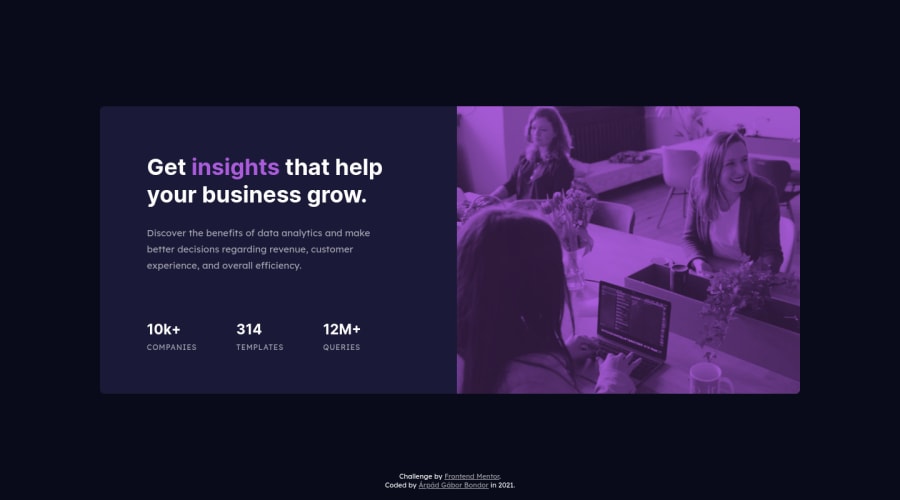 Get insights that help
your business grow.
Discover the benefits of data analytics and make
better decisions regarding revenue, customer
experience, and overall efficiency.
10k+ 314 12M+
COMPANIES TEMPLATES QUERIES
Challenge by Frontend Mentor.
Coded by Árpád Gábor Bondor in 2021.